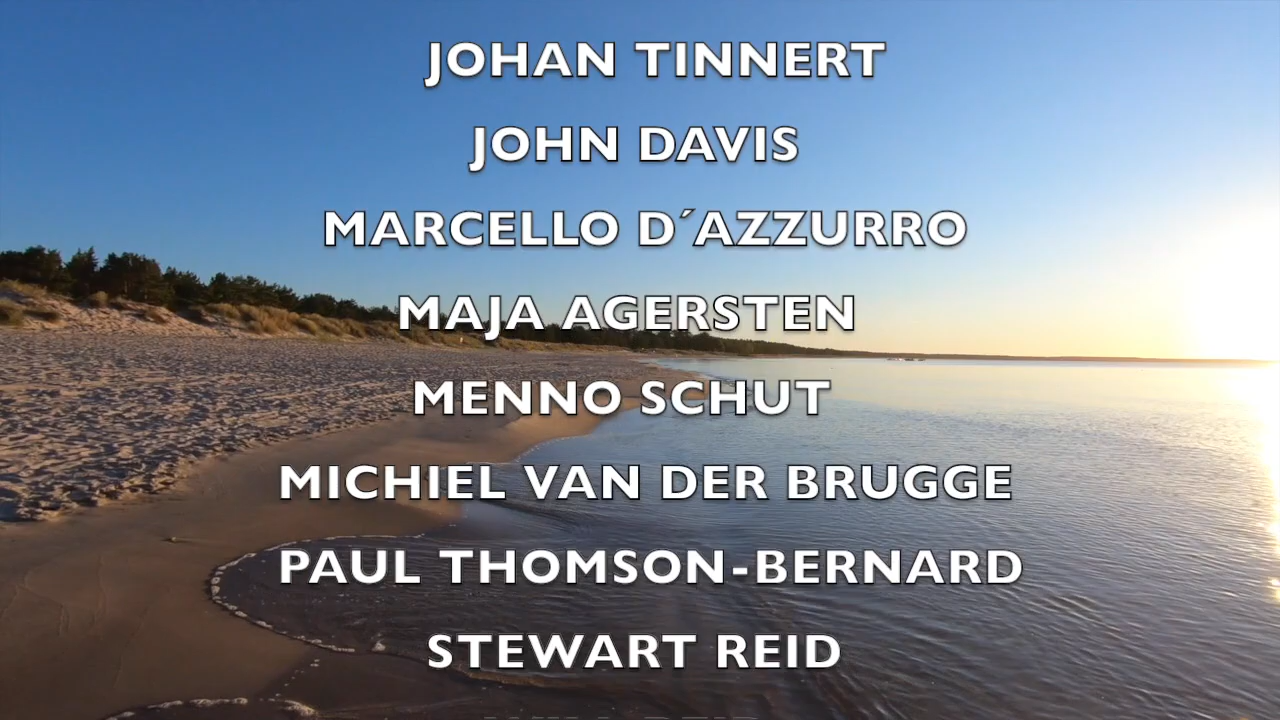 JOHAN TINNERT
JOHN DAVIS
MARCELLO D´AZZURRO
MAJA AGERSTEN
MENNO SCHUT
MICHIEL VAN DER BRUGGE
PAUL THOMSON-BERNARD
STEWART REID